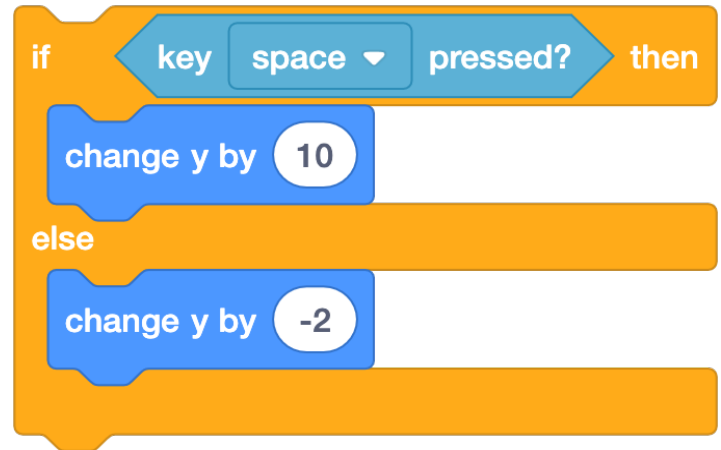 if key space pressed? then
change y by 10
else
change y by -2